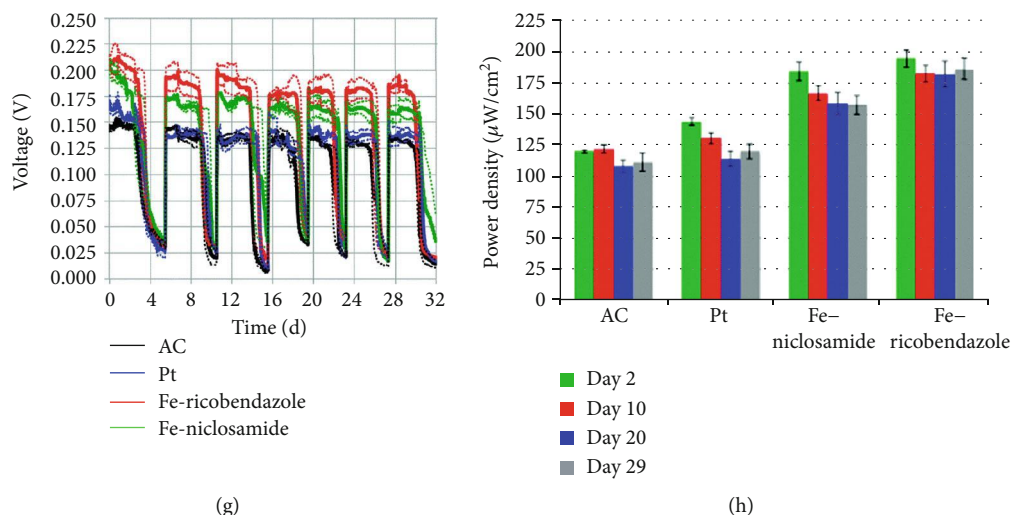 0.250
0.225
0.200
0.175
0.150
0.125
0.100
0.075
0.050
0.025
0.000
Voltage (V)
0 4 8 12 16 20 24 28 32
Time (d)
AC
Pt
Fe-ricobendazole
Fe-niclosamide
(g)
225
200
175
150
125
100
75
50
25
0
Power density (μW/cm²)
AC Pt Fe– Fe–
niclosamide ricobendazole
Day 2
Day 10
Day 20
Day 29
(h)